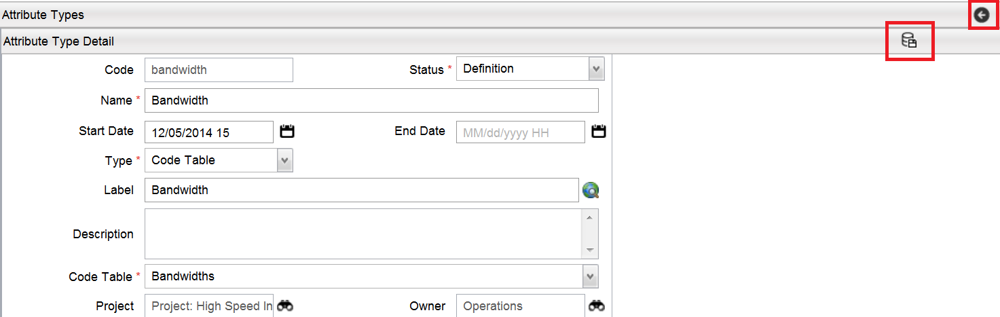 Attribute Types
Attribute Type Detail
Code bandwidth Status * Definition
Name * Bandwidth
Start Date 12/05/2014 15 End Date MM/dd/yyyy HH
Type * Code Table
Label Bandwidth
Description
Code Table * Bandwidths
Project Project: High Speed In Owner Operations